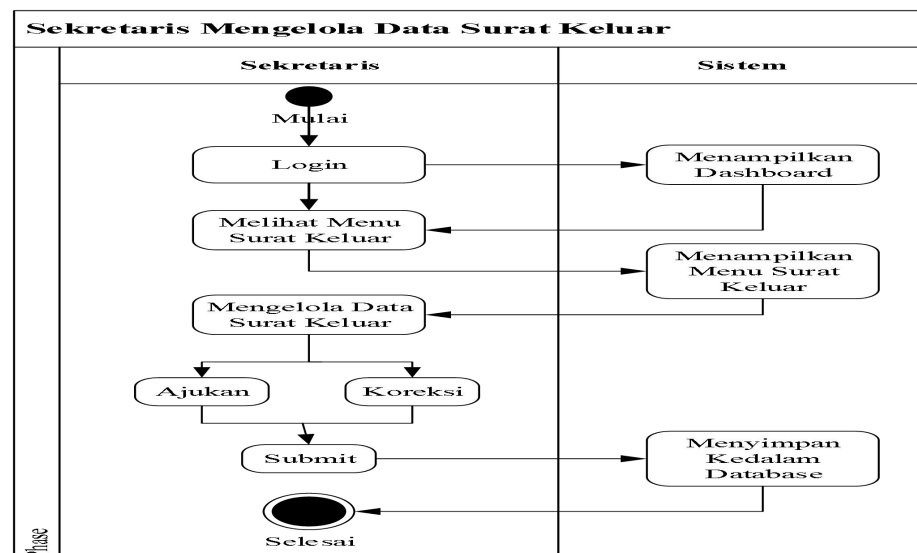 Sekretaris Mengelola Data Surat Keluar
Sekretaris
Sistem
Mulai
Login
Menampilkan
Dashboard
Melihat Menu
Surat Keluar
Menampilkan
Menu Surat
Keluar
Mengelola Data
Surat Keluar
Ajukan
Koreksi
Submit
Menyimpan
Kedalam
Database
Selesai
Phase